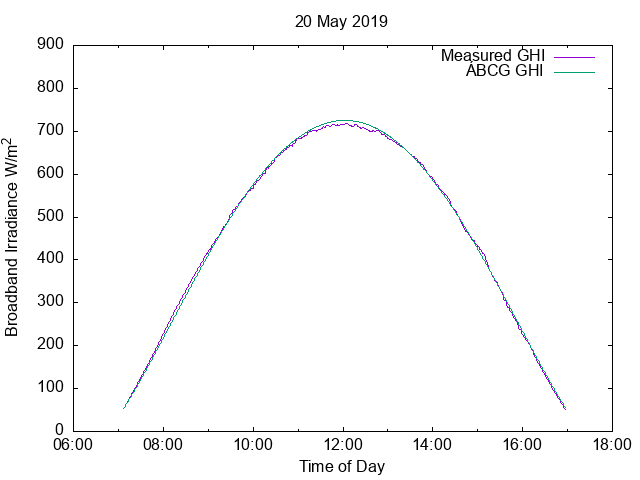 20 May 2019
Measured GHI
ABCG GHI
900
800
700
600
500
400
300
200
100
0
Broadband Irradiance W/m²
06:00 08:00 10:00 12:00 14:00 16:00 18:00
Time of Day